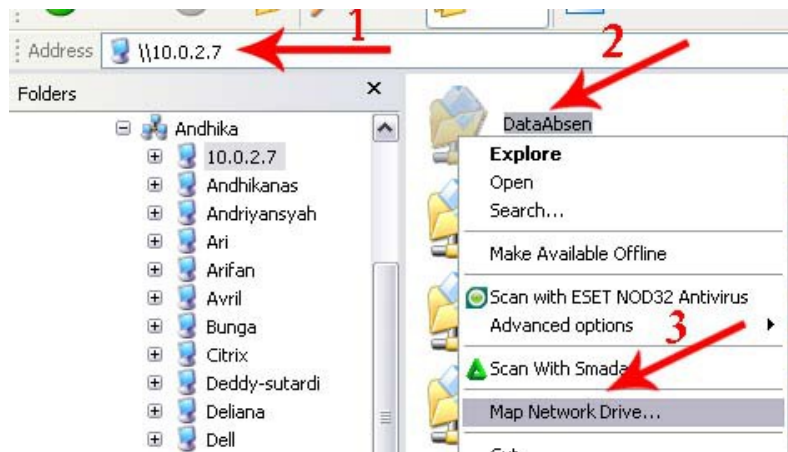 1
Address \\10.0.2.7
2
Folders
Andhika
10.0.2.7
Andhikanas
Andriyansyah
Ari
Arifan
Avril
Bunga
Citrix
Deddy-sutardi
Deliana
Dell
DataAbsen
Explore
Open
Search...
Make Available Offline
Scan with ESET NOD32 Antivirus
Advanced options
3
Scan With Smada
Map Network Drive...